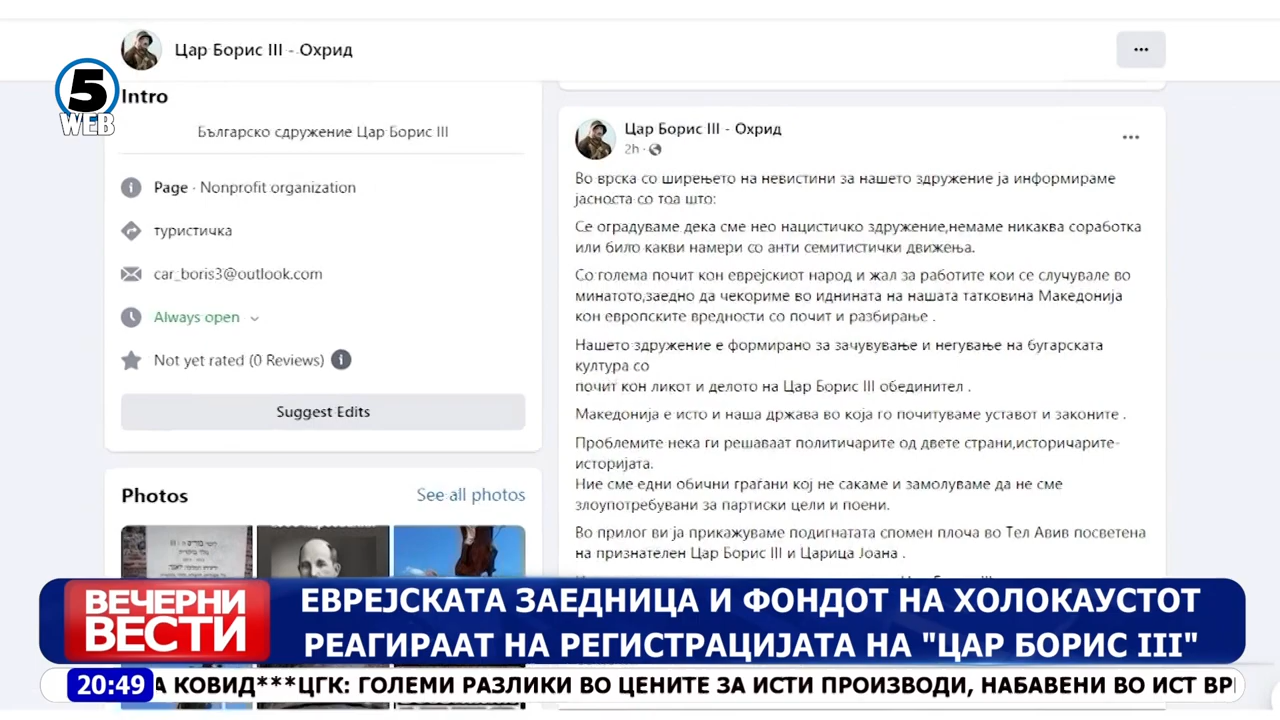 Цар Борис III - Охрид
...
5
WEB
Intro
Българско сдружение Цар Борис III
Page · Nonprofit organization
туристичка
car_boris3@outlook.com
Always open
Not yet rated (0 Reviews)
Suggest Edits
Photos
See all photos
Цар Борис III - Охрид
2h ·
Во врска со ширењето на невистини за нашето здружение ја информираме
јасноста со тоа што:
Се оградуваме дека сме нео нацистичко здружение,немаме никаква соработка
или било какви намери со анти семитистички движења.
Со голема почит кон еврејскиот народ и жал за работите кои се случувале во
минатото,заедно да чекориме во иднината на нашата татковина Македонија
кон европските вредности со почит и разбирање .
Нашето здружение е формирано за зачувување и негување на бугарската
култура со
почит кон ликот и делото на Цар Борис III обединител .
Македонија е исто и наша држава во која го почитуваме уставот и законите .
Проблемите нека ги решаваат политичарите од двете страни,историчарите-
историјата.
Ние сме едни обични граѓани кој не сакаме и замолуваме да не сме
злоупотребувани за партиски цели и поени.
Во прилог ви ја прикажуваме подигнатата спомен плоча во Тел Авив посветена
на признателен Цар Борис III и Царица Јоана .
ВЕЧЕРНИ
ВЕСТИ
ЕВРЕЈСКАТА ЗАЕДНИЦА И ФОНДОТ НА ХОЛОКАУСТОТ
РЕАГИРААТ НА РЕГИСТРАЦИЈАТА НА "ЦАР БОРИС III"
20:49
А КОВИД***ЦГК: ГОЛЕМИ РАЗЛИКИ ВО ЦЕНИТЕ ЗА ИСТИ ПРОИЗВОДИ, НАБАВЕНИ ВО ИСТ ВР